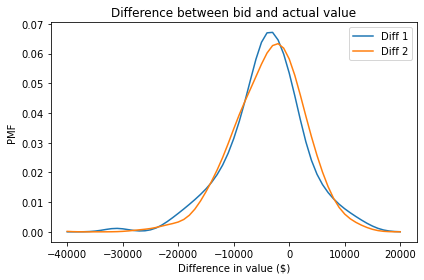 Difference between bid and actual value
0.07
0.06
0.05
0.04
0.03
0.02
0.01
0.00
PMF
Diff 1
Diff 2
−40000 −30000 −20000 −10000 0 10000 20000
Difference in value ($)